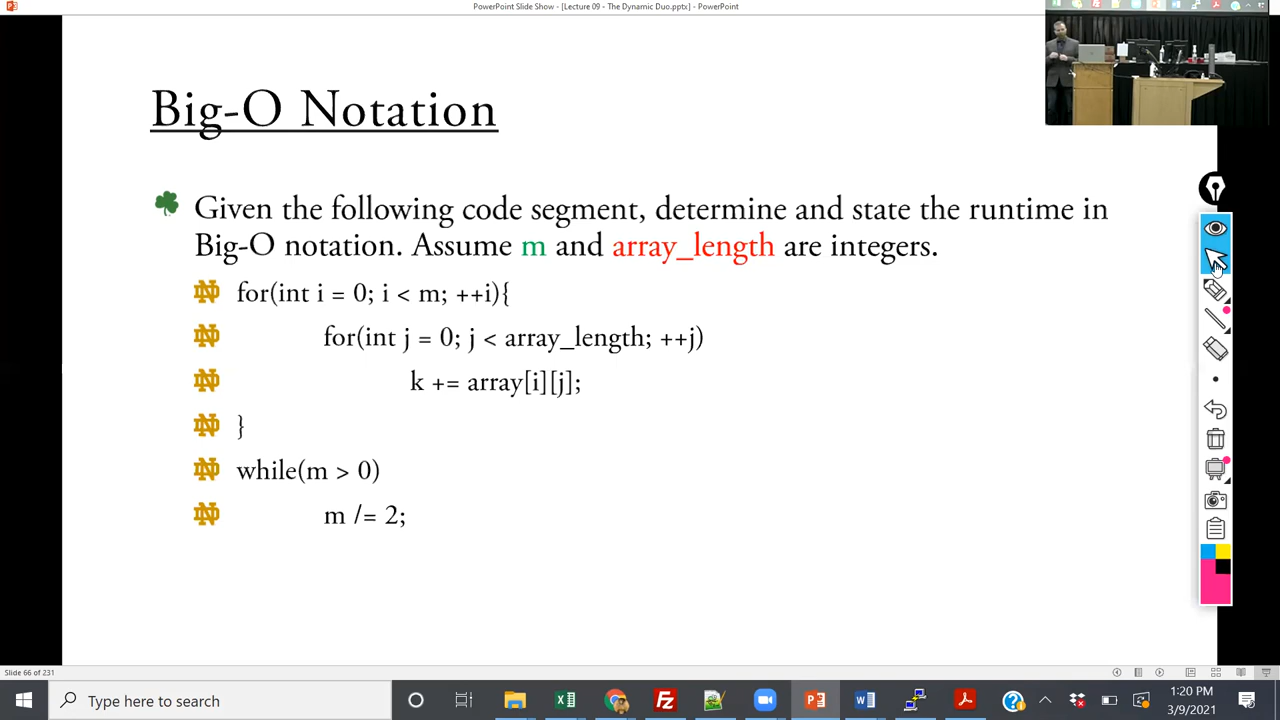 PowerPoint Slide Show - [Lecture 09 - The Dynamic Duo.pptx] - PowerPoint
Big-O Notation
Given the following code segment, determine and state the runtime in
Big-O notation. Assume m and array_length are integers.
for(int i = 0; i < m; ++i){
for(int j = 0; j < array_length; ++j)
k += array[i][j];
}
while(m > 0)
m /= 2;
Slide 66 of 231
Type here to search
1:20 PM
3/9/2021